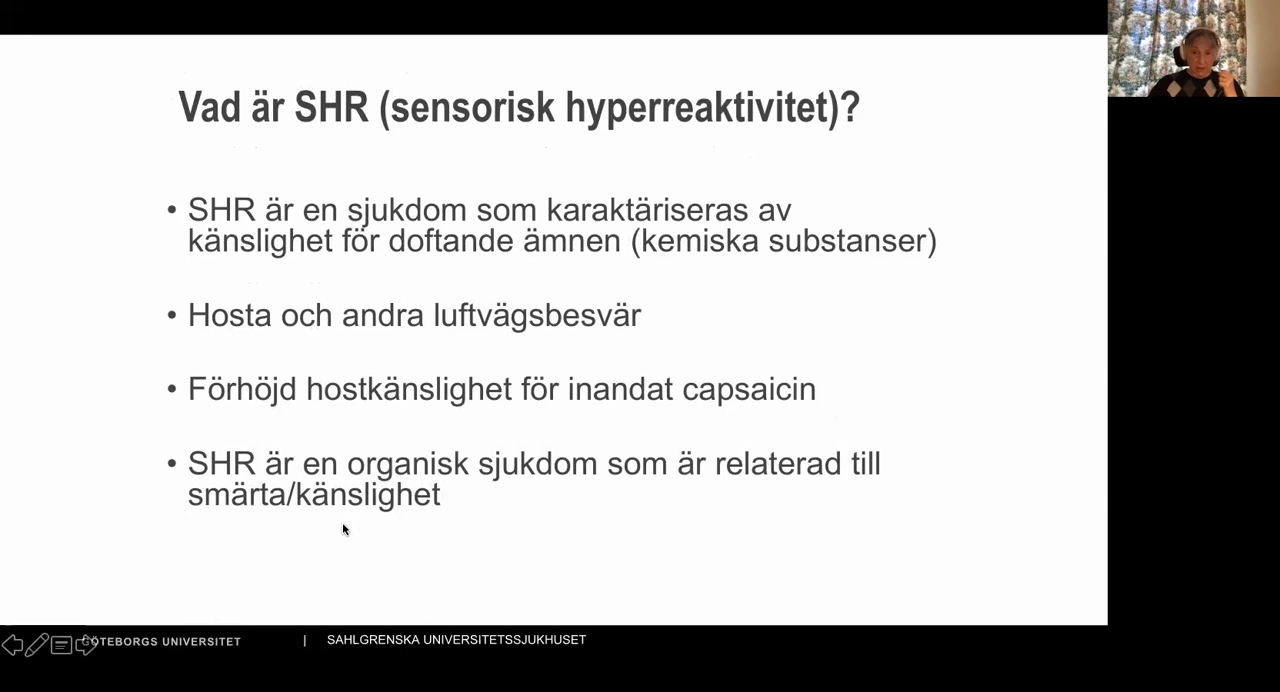 Vad är SHR (sensorisk hyperreaktivitet)?
• SHR är en sjukdom som karaktäriseras av
känslighet för doftande ämnen (kemiska substanser)
• Hosta och andra luftvägsbesvär
• Förhöjd hostkänslighet för inandat capsaicin
• SHR är en organisk sjukdom som är relaterad till
smärta/känslighet
GÖTEBORGS UNIVERSITET | SAHLGRENSKA UNIVERSITETSSJUKHUSET